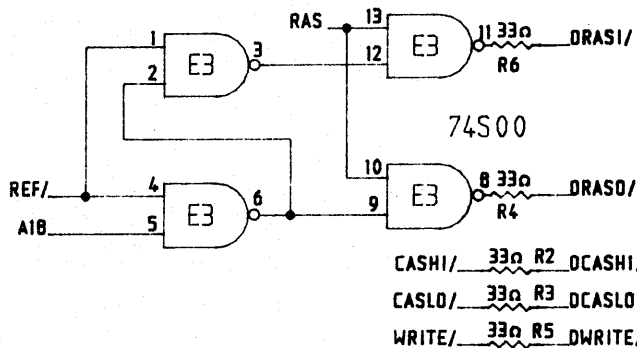 RAS
13
12
E3
11
33Ω
R6
DRAS1/
1
2
E3
3
74S00
REF/
A18
4
5
E3
6
10
9
E3
8
33Ω
R4
DRAS0/
CASHI/ 33Ω R2 DCASHI/
CASLO/ 33Ω R3 DCASLO
WRITE/ 33Ω R5 DWRITE/